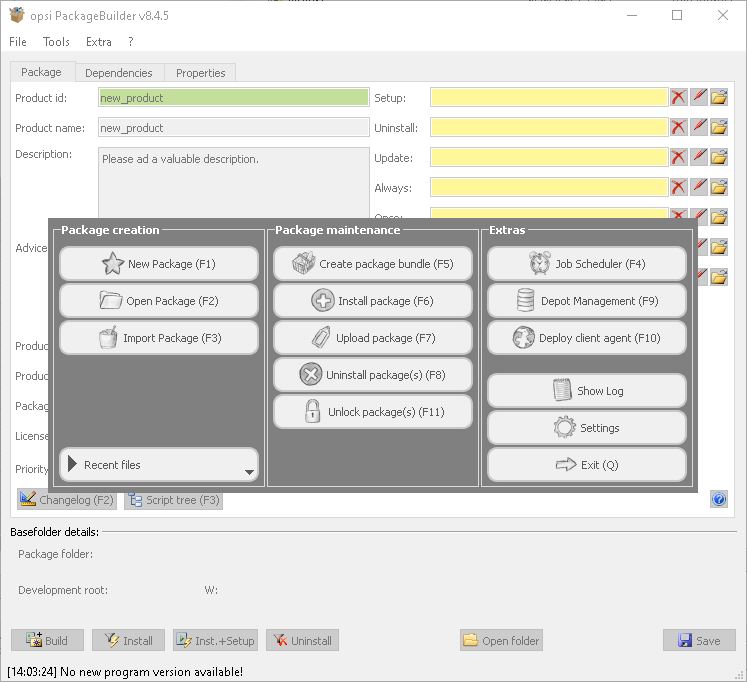 opsi PackageBuilder v8.4.5
File Tools Extra ?
Package Dependencies Properties
Product id: new_product Setup:
Product name: new_product Uninstall:
Description: Please ad a valuable description. Update:
Always:
Package creation Package maintenance Extras
Advice
New Package (F1) Create package bundle (F5) Job Scheduler (F4)
Open Package (F2) Install package (F6) Depot Management (F9)
Import Package (F3) Upload package (F7) Deploy client agent (F10)
Produc
Produc Uninstall package(s) (F8)
Show Log
Packag Unlock package(s) (F11)
License Settings
Priority Recent files Exit (Q)
Changelog (F2) Script tree (F3)
Basefolder details:
Package folder:
Development root: W:
Build Install Inst.+Setup Uninstall Open folder Save
[14:03:24] No new program version available!